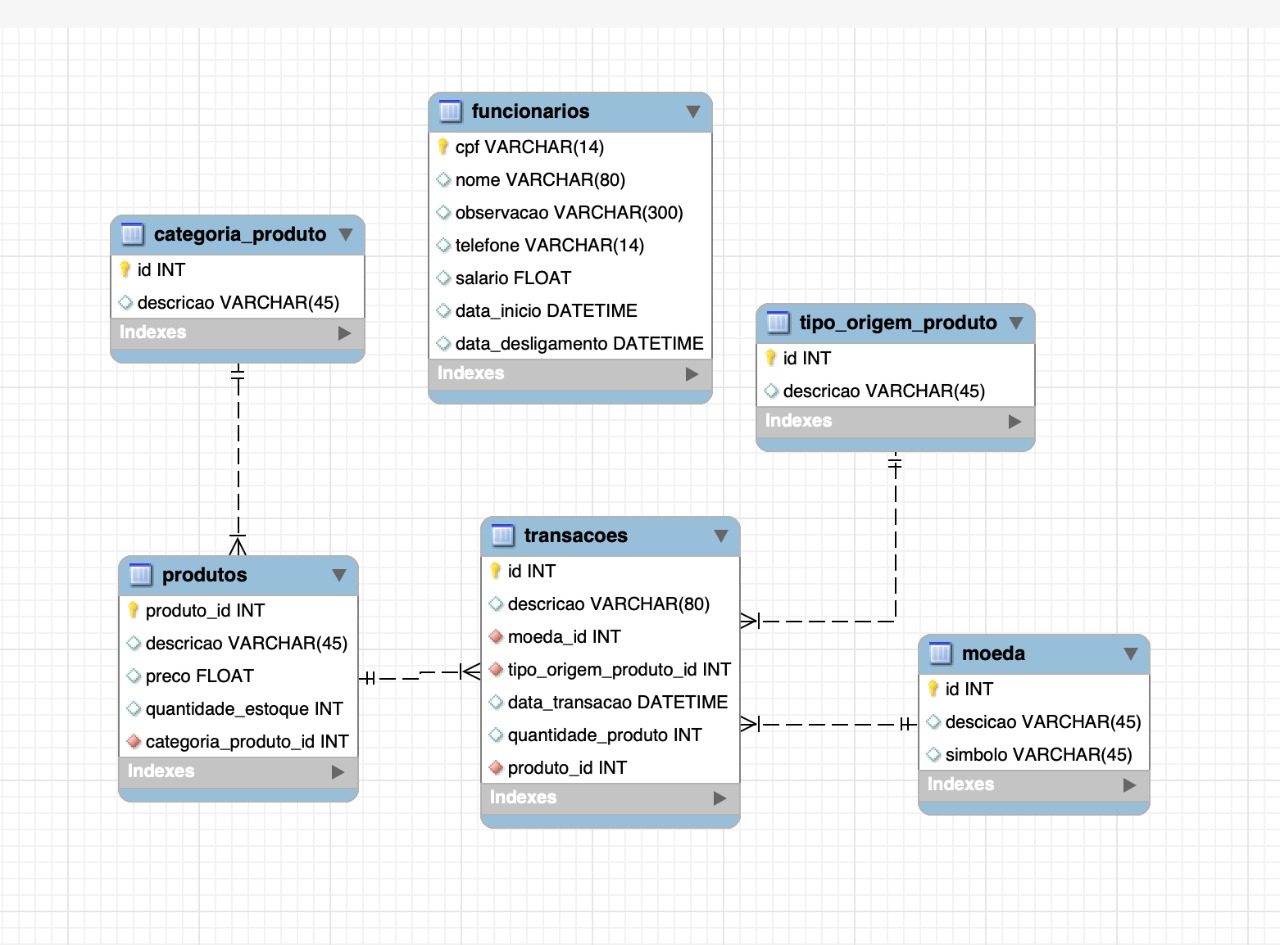 funcionarios
cpf VARCHAR(14)
nome VARCHAR(80)
observacao VARCHAR(300)
telefone VARCHAR(14)
salario FLOAT
data_inicio DATETIME
data_desligamento DATETIME
Indexes
categoria_produto
id INT
descricao VARCHAR(45)
Indexes
tipo_origem_produto
id INT
descricao VARCHAR(45)
Indexes
produtos
produto_id INT
descricao VARCHAR(45)
preco FLOAT
quantidade_estoque INT
categoria_produto_id INT
Indexes
transacoes
id INT
descricao VARCHAR(80)
moeda_id INT
tipo_origem_produto_id INT
data_transacao DATETIME
quantidade_produto INT
produto_id INT
Indexes
moeda
id INT
descicao VARCHAR(45)
simbolo VARCHAR(45)
Indexes